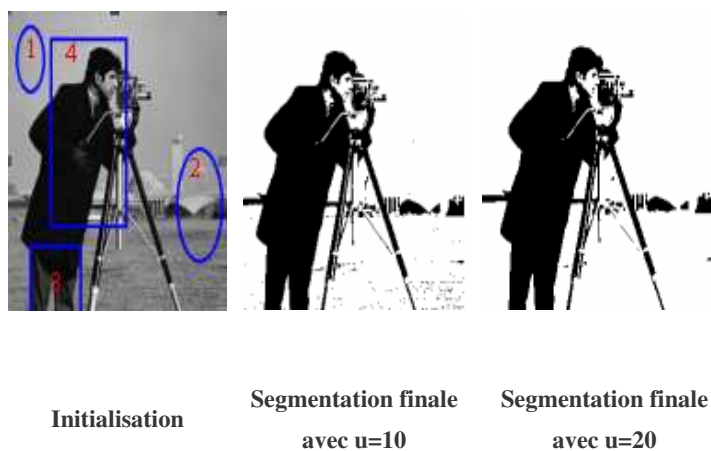 1
4
2
3
Initialisation
Segmentation finale
avec u=10
Segmentation finale
avec u=20